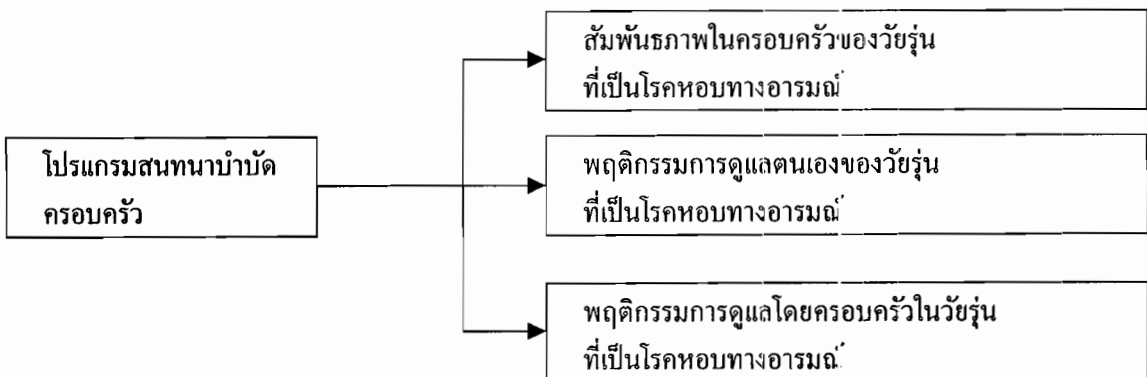 สัมพันธภาพในครอบครัวของวัยรุ่น
ที่เป็นโรคหอบทางอารมณ์
โปรแกรมสนทนาบำบัด
ครอบครัว
พฤติกรรมการดูแลตนเองของวัยรุ่น
ที่เป็นโรคหอบทางอารมณ์
พฤติกรรมการดูแลโดยครอบครัวในวัยรุ่น
ที่เป็นโรคหอบทางอารมณ์